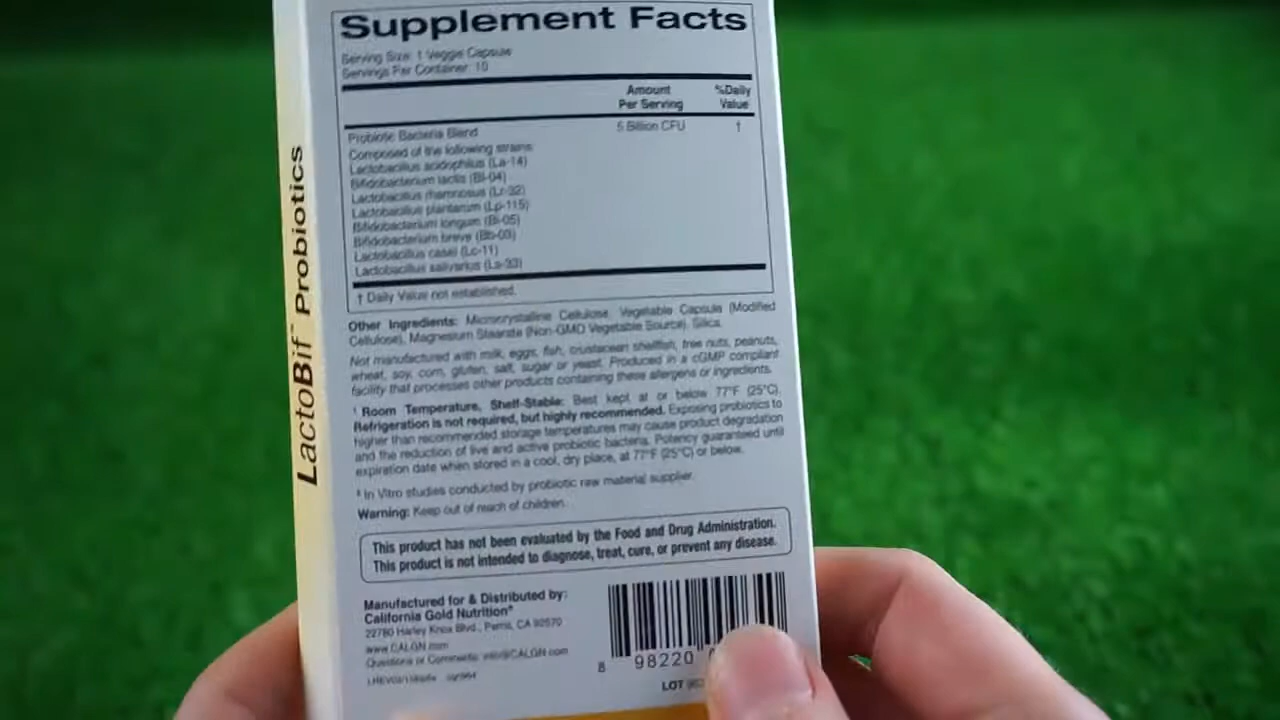 Supplement Facts
Serving Size: 1 Veggie Capsule
Servings Per Container: 10
Amount Per Serving
%Daily Value
Probiotic Bacteria Blend 5 Billion CFU †
Composed of the following strains:
Lactobacillus acidophilus (La-14)
Bifidobacterium lactis (Bl-04)
Lactobacillus rhamnosus (Lr-32)
Lactobacillus plantarum (Lp-115)
Bifidobacterium longum (Bl-05)
Bifidobacterium breve (Bb-03)
Lactobacillus casei (Lc-11)
Lactobacillus salivarius (Ls-33)
† Daily Value not established.
Other Ingredients: Microcrystalline Cellulose, Vegetable Capsule (Modified
Cellulose), Magnesium Stearate (Non-GMO Vegetable Source), Silica.
Not manufactured with milk, eggs, fish, crustacean shellfish, tree nuts, peanuts,
wheat, soy, corn, gluten, salt, sugar or yeast. Produced in a cGMP compliant
facility that processes other products containing these allergens or ingredients.
Room Temperature, Shelf-Stable: Best kept at or below 77°F (25°C).
Refrigeration is not required, but highly recommended. Exposing probiotics to
higher than recommended storage temperatures may cause product degradation
and the reduction of live and active probiotic bacteria. Potency guaranteed until
expiration date when stored in a cool, dry place, at 77°F (25°C) or below.
‡ In Vitro studies conducted by probiotic raw material supplier.
Warning: Keep out of reach of children.
This product has not been evaluated by the Food and Drug Administration.
This product is not intended to diagnose, treat, cure, or prevent any disease.
Manufactured for & Distributed by:
California Gold Nutrition®
22780 Harley Knox Blvd., Perris, CA 92570
www.CALGN.com
Questions or Comments: info@CALGN.com
8 98220
LOT
LactoBif™ Probiotics